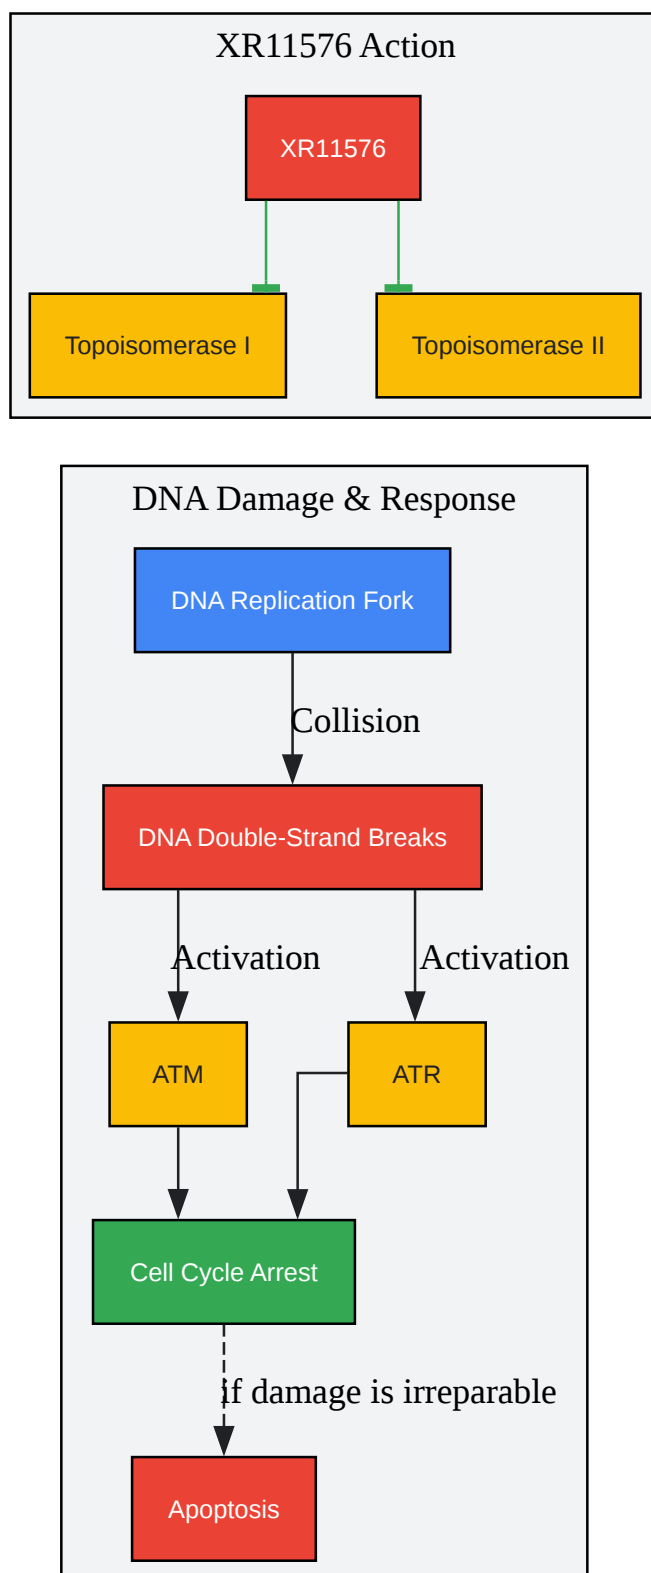 XR11576 Action
XR11576
Topoisomerase I
Topoisomerase II
DNA Damage & Response
DNA Replication Fork
Collision
DNA Double-Strand Breaks
Activation
Activation
ATM
ATR
Cell Cycle Arrest
if damage is irreparable
Apoptosis